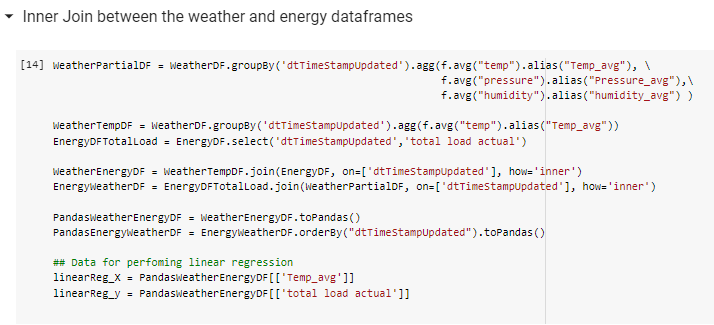 Inner Join between the weather and energy dataframes
[14] WeatherPartialDF = WeatherDF.groupBy('dtTimeStampUpdated').agg(f.avg("temp").alias("Temp_avg"), \
f.avg("pressure").alias("Pressure_avg"),\
f.avg("humidity").alias("humidity_avg") )
WeatherTempDF = WeatherDF.groupBy('dtTimeStampUpdated').agg(f.avg("temp").alias("Temp_avg"))
EnergyDFTotalLoad = EnergyDF.select('dtTimeStampUpdated','total load actual')
WeatherEnergyDF = WeatherTempDF.join(EnergyDF, on=['dtTimeStampUpdated'], how='inner')
EnergyWeatherDF = EnergyDFTotalLoad.join(WeatherPartialDF, on=['dtTimeStampUpdated'], how='inner')
PandasWeatherEnergyDF = WeatherEnergyDF.toPandas()
PandasEnergyWeatherDF = EnergyWeatherDF.orderBy("dtTimeStampUpdated").toPandas()
## Data for perfoming linear regression
linearReg_X = PandasWeatherEnergyDF[['Temp_avg']]
linearReg_y = PandasWeatherEnergyDF[['total load actual']]